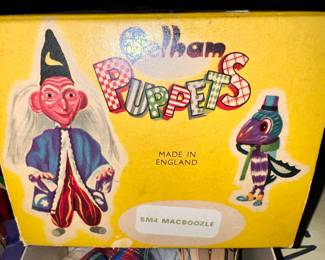 Pelham
PUPPETS
MADE IN
ENGLAND
SM4 MACBOOZLE